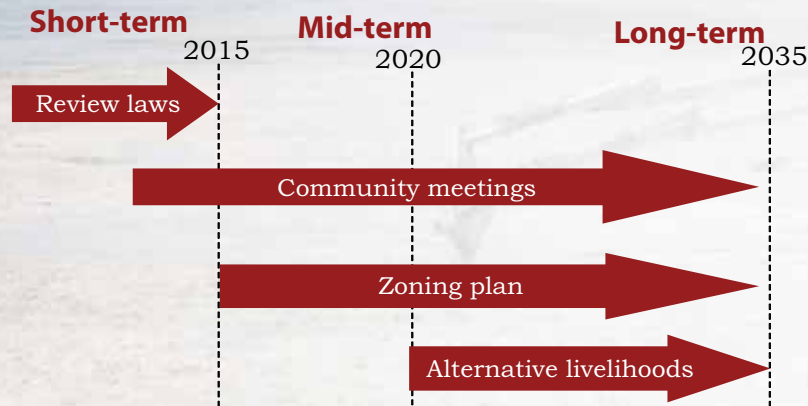 Short-term
Mid-term
Long-term
2015
2020
2035
Review laws
Community meetings
Zoning plan
Alternative livelihoods